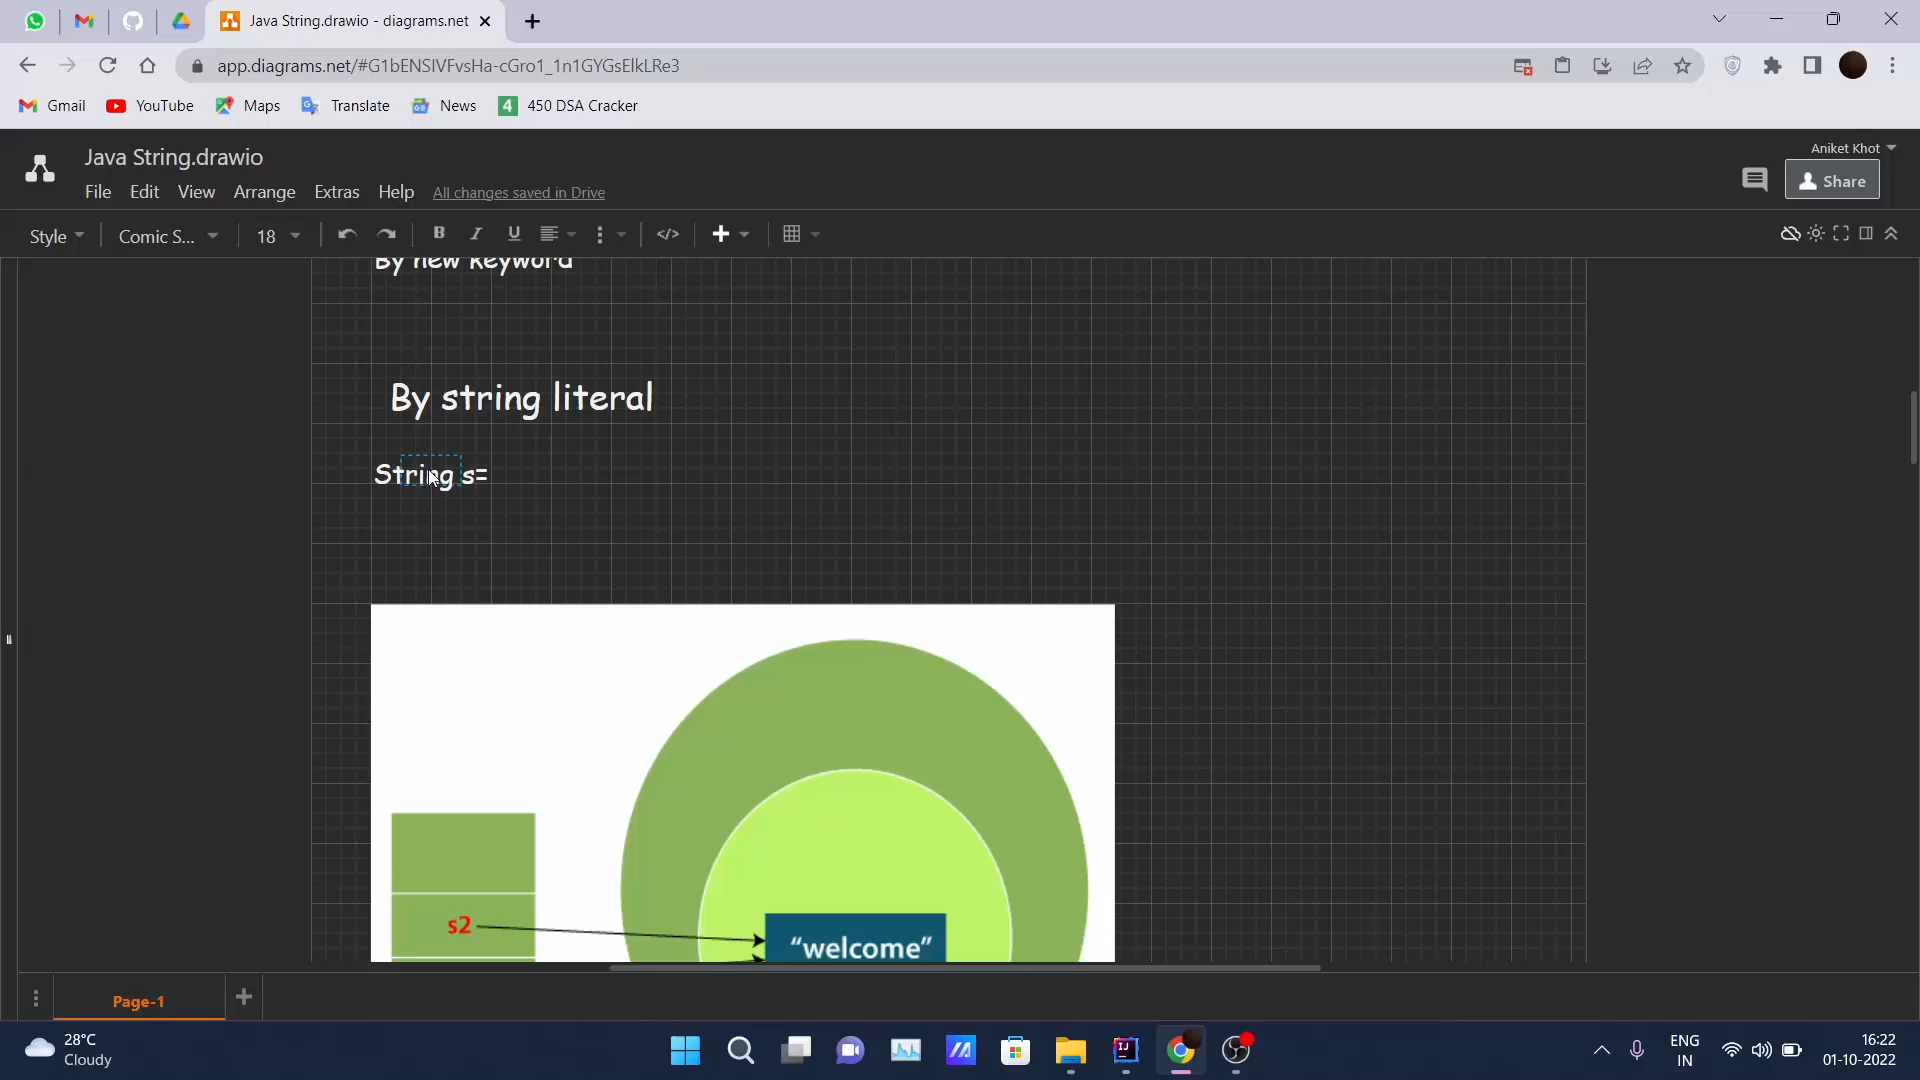 Java String.drawio - diagrams.net
app.diagrams.net/#G1bENSIVFvsHa-cGro1_1n1GYGsElkLRe3
Gmail
YouTube
Maps
Translate
News
4
450 DSA Cracker
Java String.drawio
Aniket Khot
File
Edit
View
Arrange
Extras
Help
All changes saved in Drive
Share
Style
Comic S...
18
B
I
U
By new keyword
By string literal
String s=
s2
“welcome”
Page-1
28°C
Cloudy
ENG
IN
16:22
01-10-2022